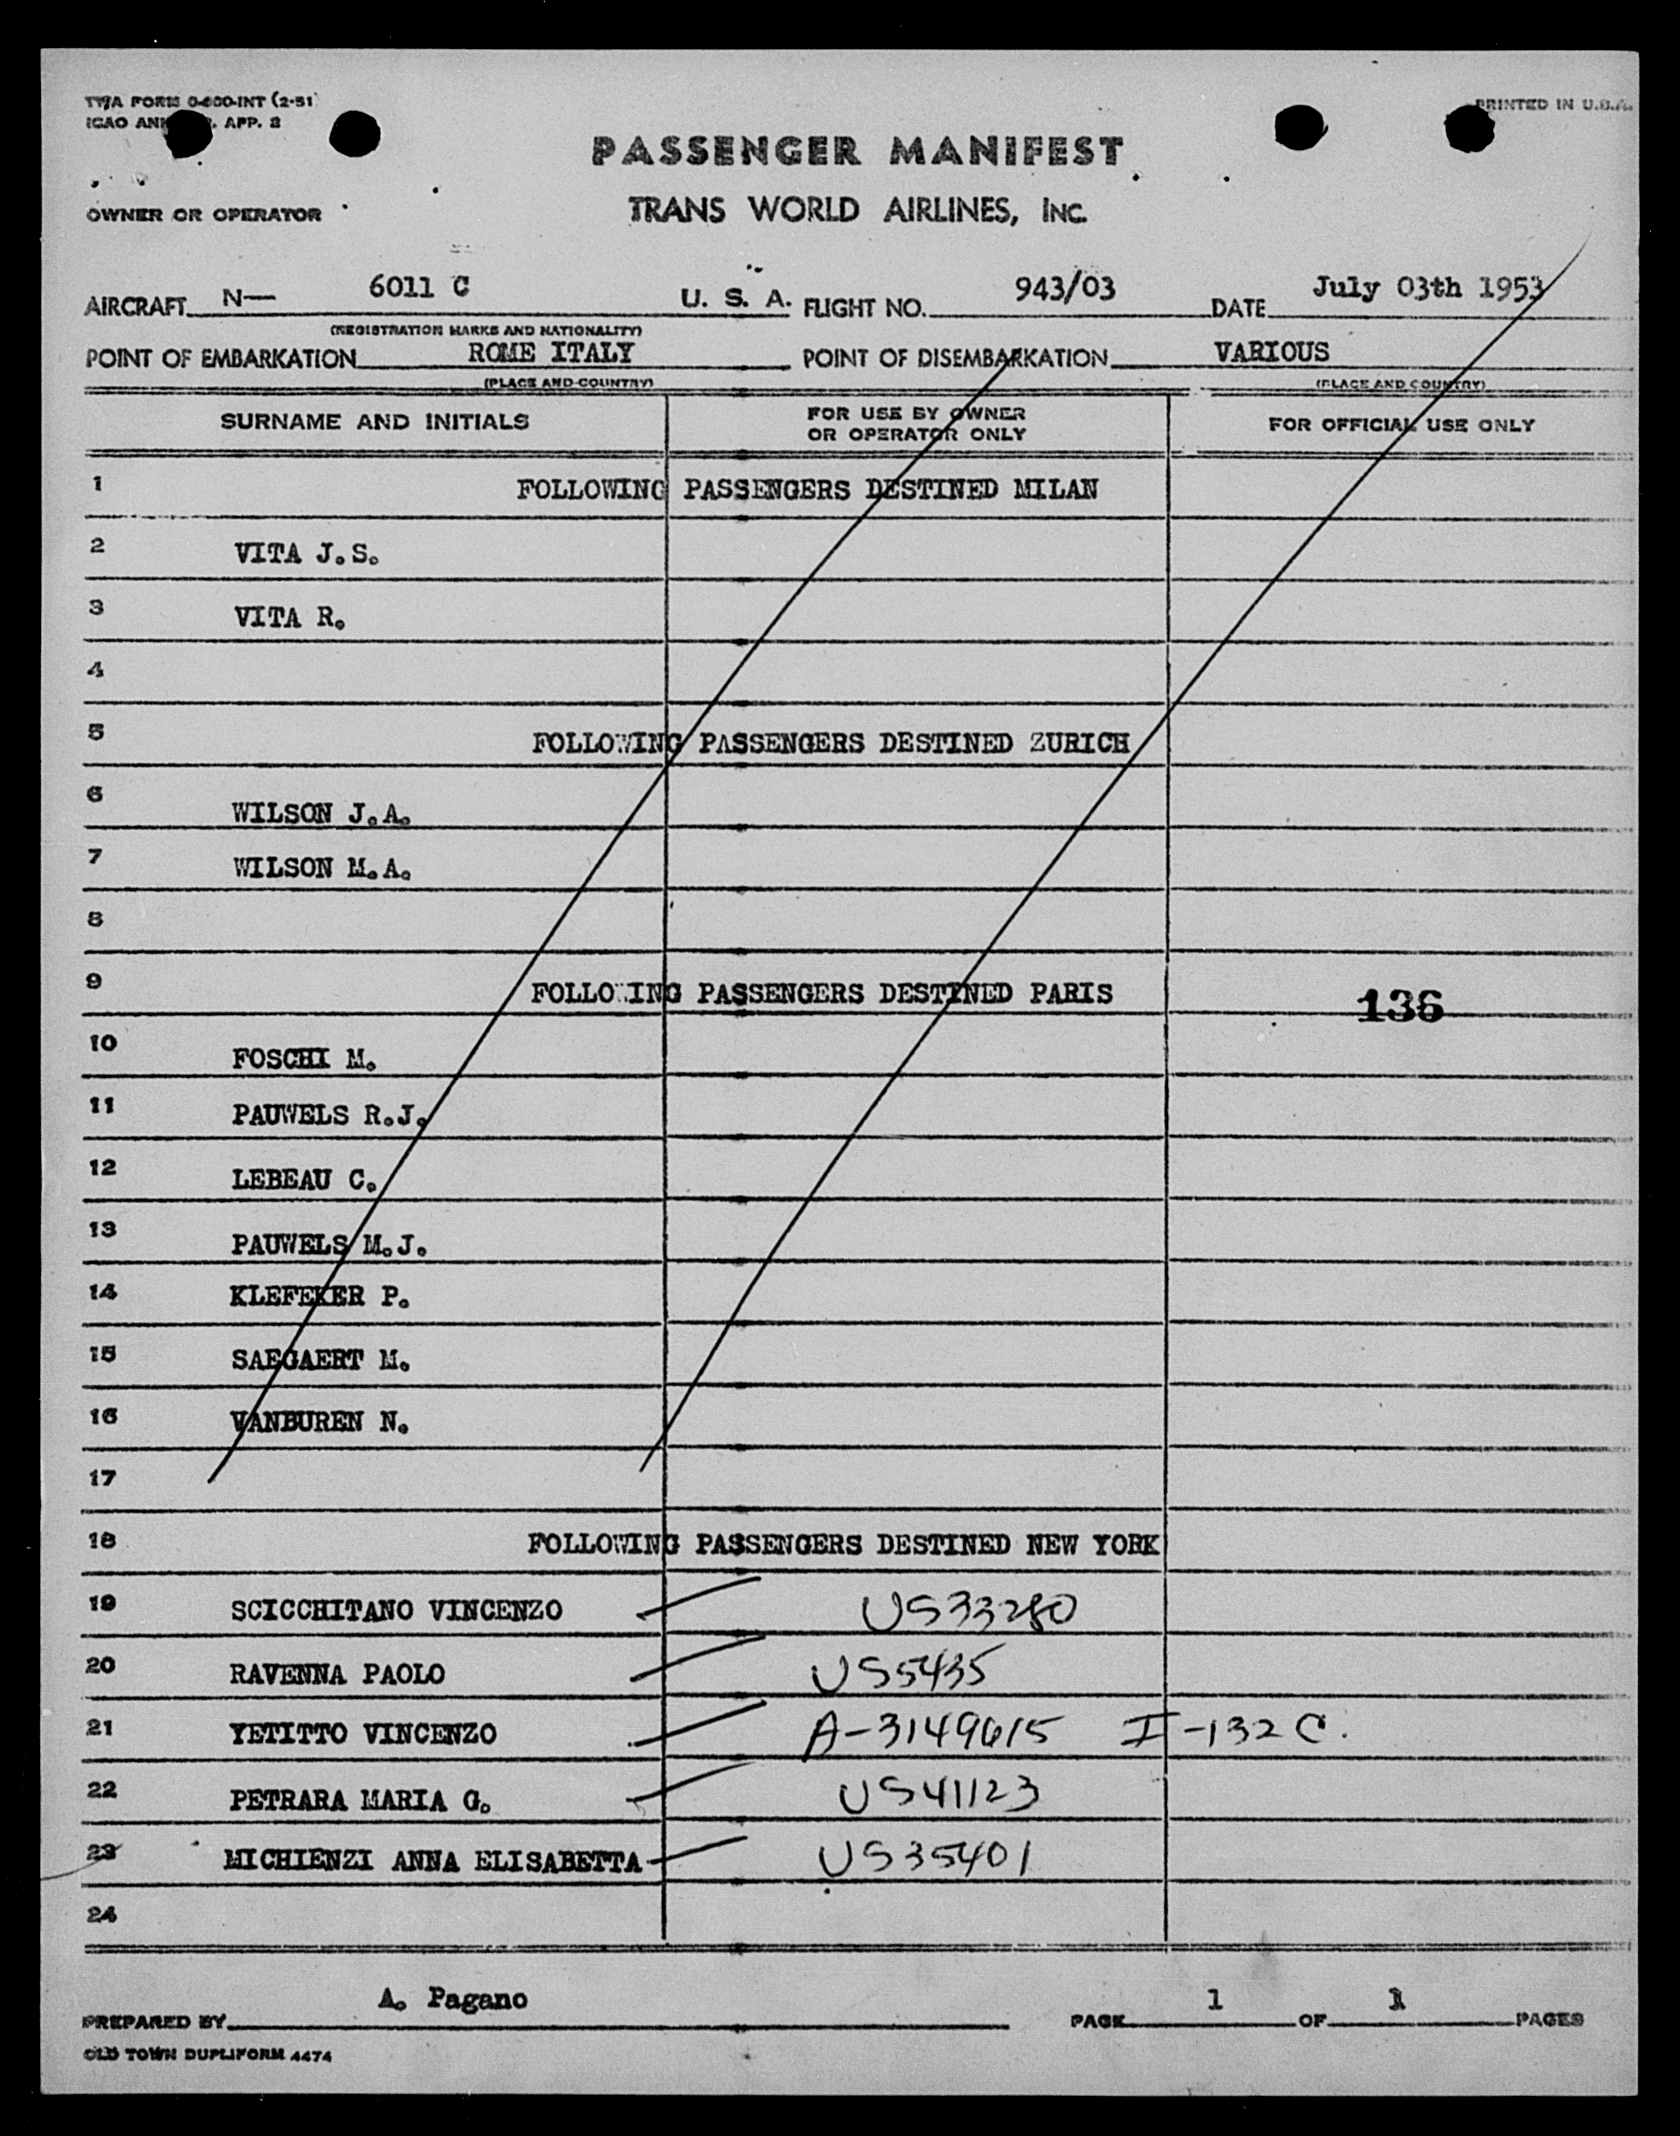 TWA FORM O-600-INT (2-51
ICAO APP. 2
PRINTED IN U.S.A.
PASSENGER MANIFEST
OWNER OR OPERATOR
TRANS WORLD AIRLINES, INC.
AIRCRAFT N— 6011 C U. S. A. FLIGHT NO. 943/03 DATE July 03th 1953
(REGISTRATION MARKS AND NATIONALITY)
POINT OF EMBARKATION ROME ITALY POINT OF DISEMBARKATION VARIOUS
(PLACE AND COUNTRY) (PLACE AND COUNTRY)
SURNAME AND INITIALS FOR USE BY OWNER OR OPERATOR ONLY FOR OFFICIAL USE ONLY
1 FOLLOWING PASSENGERS DESTINED MILAN
2 VITA J.S.
3 VITA R.
4
5 FOLLOWING PASSENGERS DESTINED ZURICH
6 WILSON J.A.
7 WILSON M.A.
8
9 FOLLOWING PASSENGERS DESTINED PARIS 136
10 FOSCHI M.
11 PAUWELS R.J.
12 LEBEAU C.
13 PAUWELS M.J.
14 KLEFEKER P.
15 SAEGAERT M.
16 VANBUREN N.
17
18 FOLLOWING PASSENGERS DESTINED NEW YORK
19 SCICCHITANO VINCENZO US33280
20 RAVENNA PAOLO US5435
21 YETITTO VINCENZO A-3149615 I-132 C.
22 PETRARA MARIA G. US41123
23 MICHIENZI ANNA ELISABETTA US35401
24
PREPARED BY A. Pagano PAGE 1 OF 1 PAGES
OLD TOWN DUPLIFORM 4474